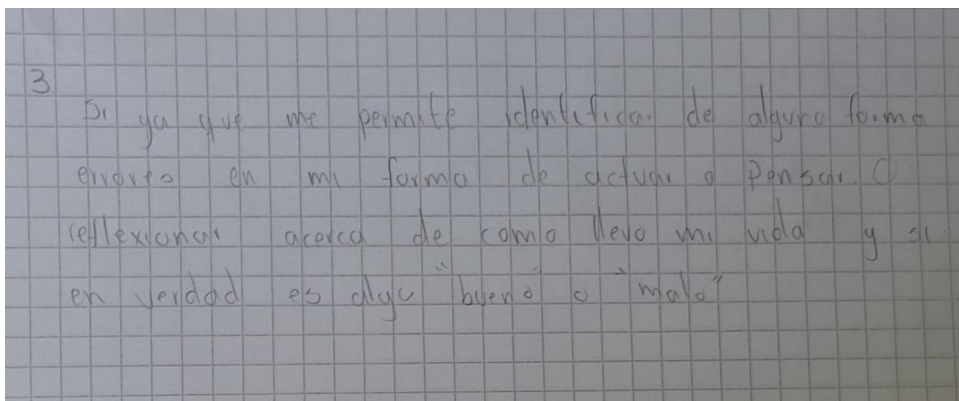 3
Si ya que me permite identificar de alguna forma
errores en mi forma de actuar o pensar. O
reflexionar acerca de como llevo mi vida y si
en verdad es algo "bueno" o "malo"